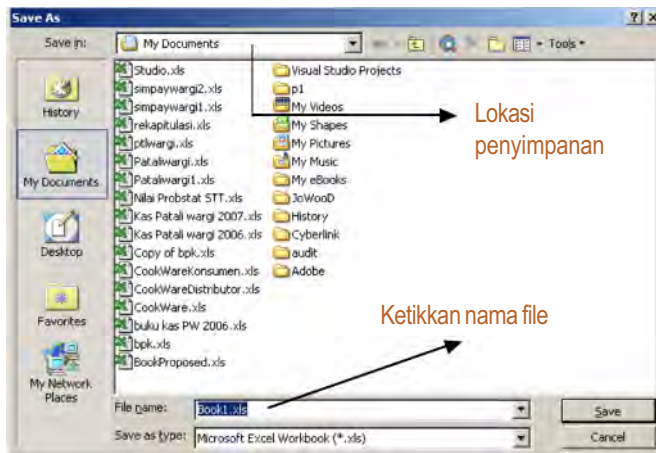 Save As
Save in:
My Documents
Tools
History
My Documents
Desktop
Favorites
My Network
Places
Studio.xls
simpaywargi2.xls
simpaywargi1.xls
rekapitulasi.xls
ptlwargi.xls
Pataliwargi.xls
Pataliwargi1.xls
Nilai Probstat STT.xls
Kas Patali wargi 2007.xls
Kas Patali wargi 2006.xls
Copy of bpk.xls
CookWareKonsumen.xls
CookWareDistributor.xls
CookWare.xls
buku kas PW 2006.xls
bpk.xls
BookProposed.xls
Visual Studio Projects
p1
My Videos
My Shapes
My Pictures
My Music
My eBooks
JoWooD
History
Cyberlink
audit
Adobe
Lokasi
penyimpanan
Ketikkan nama file
File name:
Book1.xls
Save
Save as type:
Microsoft Excel Workbook (*.xls)
Cancel